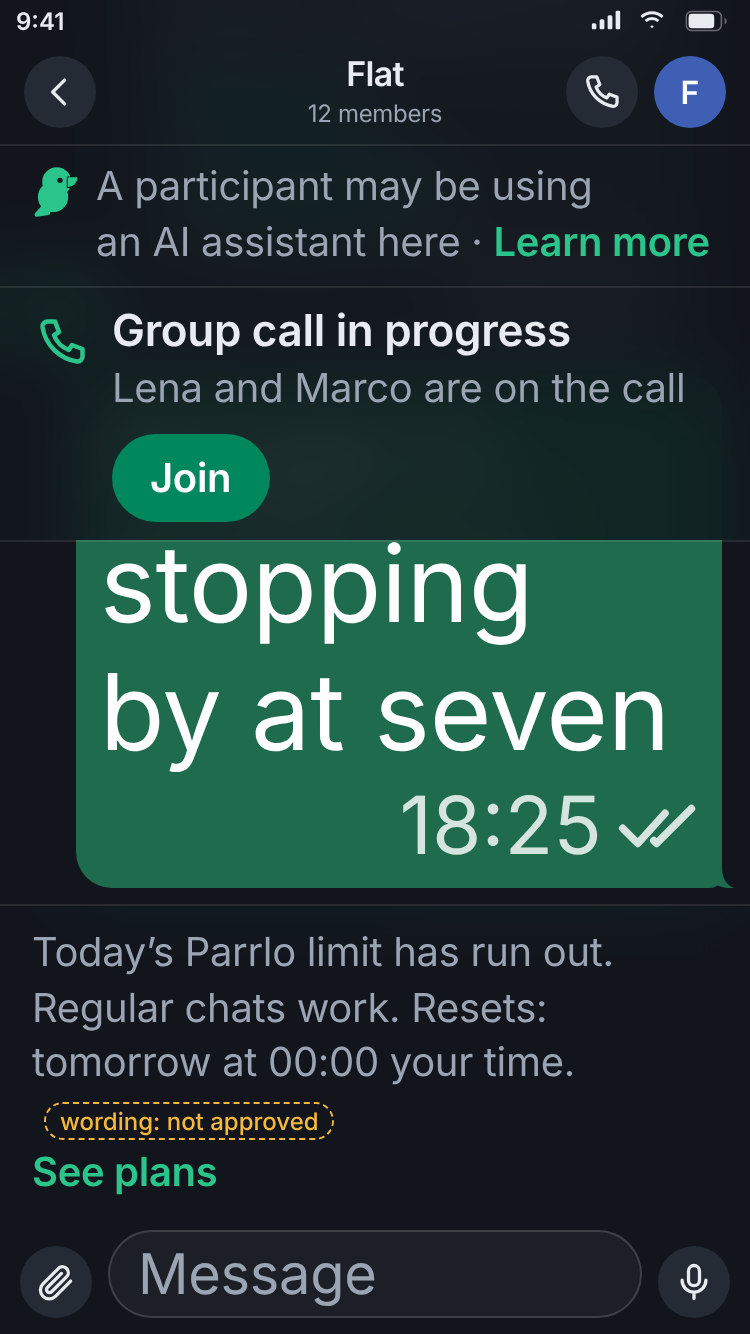 9:41
Flat
12 members
F
A participant may be using
an AI assistant here · Learn more
Group call in progress
Lena and Marco are on the call
Join
stopping
by at seven
18:25
Today’s Parrlo limit has run out.
Regular chats work. Resets:
tomorrow at 00:00 your time.
wording: not approved
See plans
Message